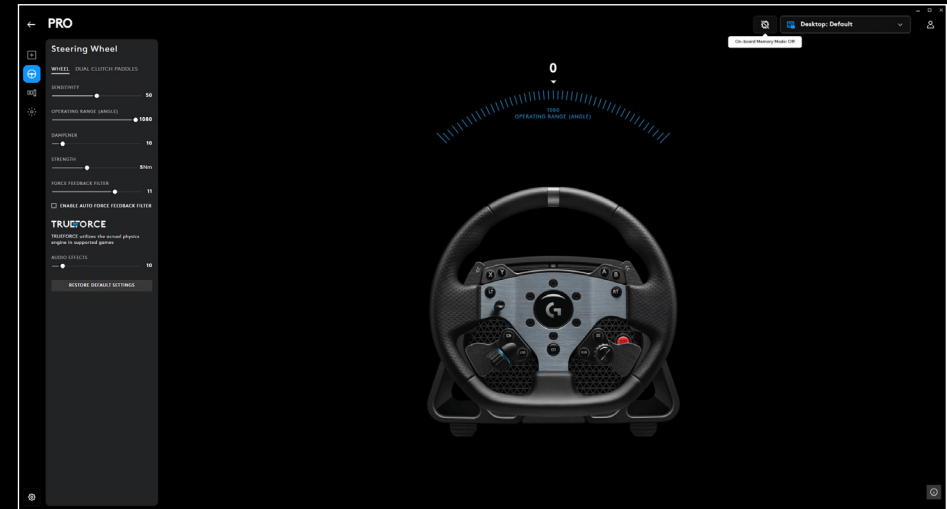 PRO
Desktop: Default
On-board Memory Mode: Off
Steering Wheel
WHEEL DUAL CLUTCH PADDLES
SENSITIVITY
50
OPERATING RANGE (ANGLE)
1080
DAMPENER
10
STRENGTH
5Nm
FORCE FEEDBACK FILTER
11
ENABLE AUTO FORCE FEEDBACK FILTER
TRUEFORCE
TRUEFORCE utilizes the actual physics
engine in supported games
AUDIO EFFECTS
10
RESTORE DEFAULT SETTINGS
0
1080
OPERATING RANGE (ANGLE)
X Y
A B
LT
RT
G